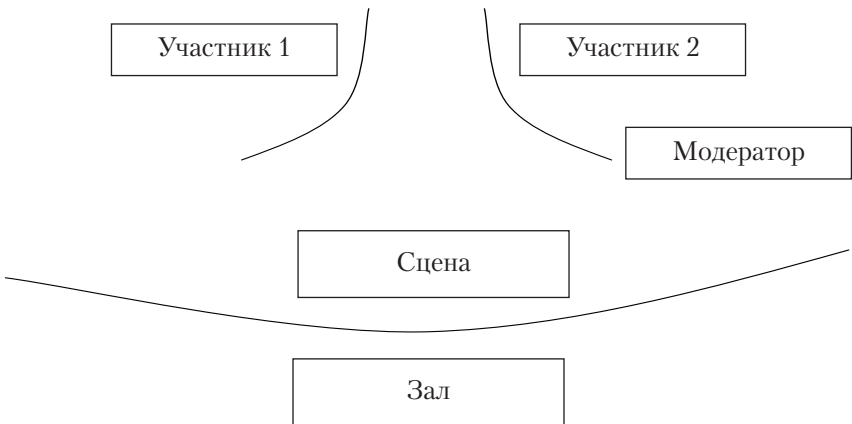 Участник 1
Участник 2
Модератор
Сцена
Зал